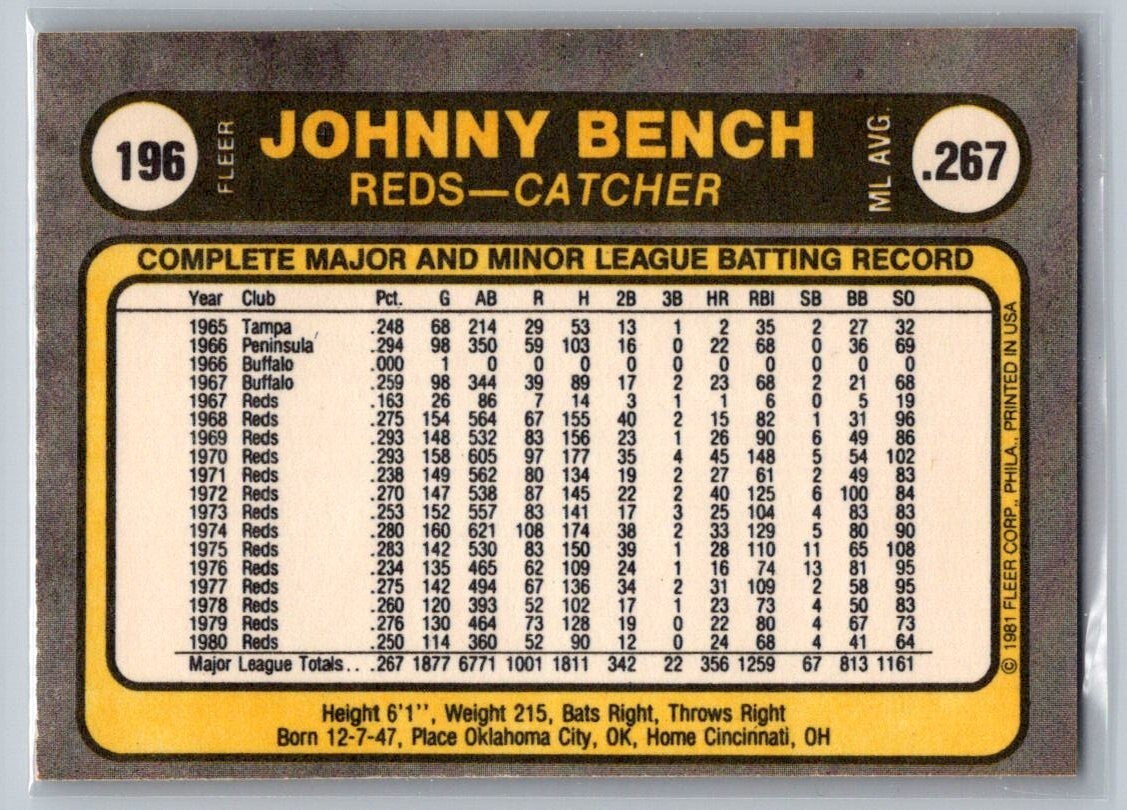 196 FLEER JOHNNY BENCH ML AVG. .267
REDS—CATCHER
COMPLETE MAJOR AND MINOR LEAGUE BATTING RECORD
Year Club Pct. G AB R H 2B 3B HR RBI SB BB SO
1965 Tampa .248 68 214 29 53 13 1 2 35 2 27 32
1966 Peninsula .294 98 350 59 103 16 0 22 68 0 36 69
1966 Buffalo .000 1 0 0 0 0 0 0 0 0 0 0
1967 Buffalo .259 98 344 39 89 17 2 23 68 2 21 68
1967 Reds .163 26 86 7 14 3 1 1 6 0 5 19
1968 Reds .275 154 564 67 155 40 2 15 82 1 31 96
1969 Reds .293 148 532 83 156 23 1 26 90 6 49 86
1970 Reds .293 158 605 97 177 35 4 45 148 5 54 102
1971 Reds .238 149 562 80 134 19 2 27 61 2 49 83
1972 Reds .270 147 538 87 145 22 2 40 125 6 100 84
1973 Reds .253 152 557 83 141 17 3 25 104 4 83 83
1974 Reds .280 160 621 108 174 38 2 33 129 5 80 90
1975 Reds .283 142 530 83 150 39 1 28 110 11 65 108
1976 Reds .234 135 465 62 109 24 1 16 74 13 81 95
1977 Reds .275 142 494 67 136 34 2 31 109 2 58 95
1978 Reds .260 120 393 52 102 17 1 23 73 4 50 83
1979 Reds .276 130 464 73 128 19 0 22 80 4 67 73
1980 Reds .250 114 360 52 90 12 0 24 68 4 41 64
Major League Totals. . .267 1877 6771 1001 1811 342 22 356 1259 67 813 1161
© 1981 FLEER CORP., PHILA., PRINTED IN USA
Height 6'1'', Weight 215, Bats Right, Throws Right
Born 12-7-47, Place Oklahoma City, OK, Home Cincinnati, OH